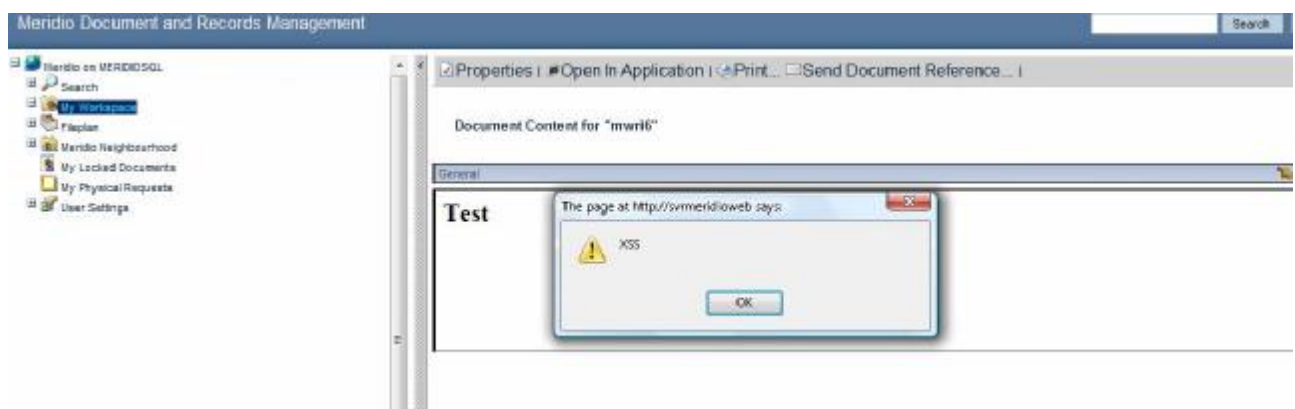 Meridio Document and Records Management
Search
Meridio on MERIDIOSQL
Search
My Workspace
Fileplan
Meridio Neighbourhood
My Locked Documents
My Physical Requests
User Settings
Properties | Open In Application | Print... Send Document Reference... |
Document Content for "mwri6"
General
Test
The page at http://svrmeridioweb says:
XSS
OK